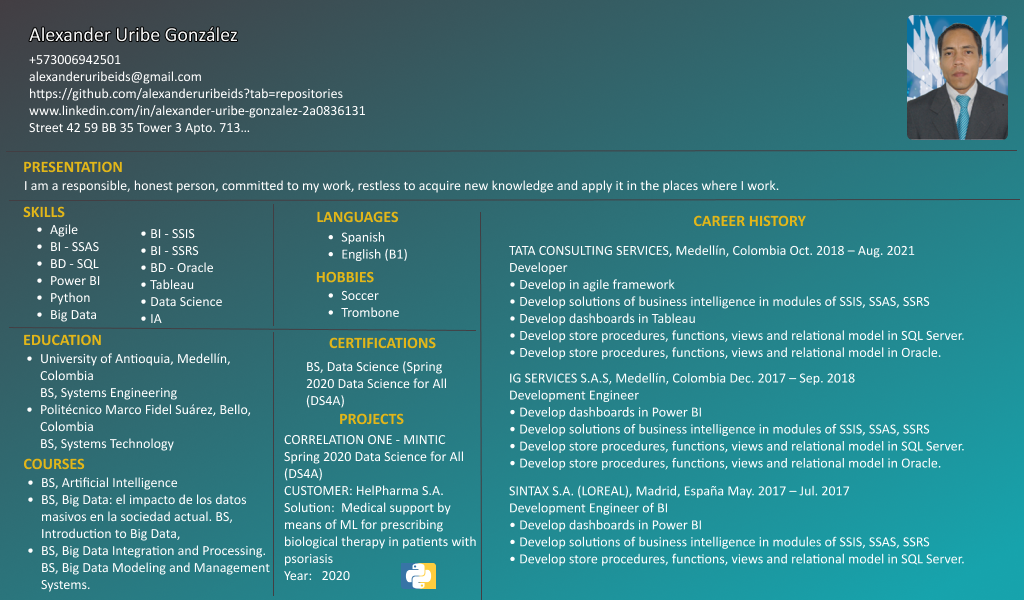 Alexander Uribe González
+573006942501
alexanderuribeids@gmail.com
https://github.com/alexanderuribeids?tab=repositories
www.linkedin.com/in/alexander-uribe-gonzalez-2a0836131
Street 42 59 BB 35 Tower 3 Apto. 713...
PRESENTATION
I am a responsible, honest person, committed to my work, restless to acquire new knowledge and apply it in the places where I work.
SKILLS
• Agile
• BI - SSAS
• BD - SQL
• Power BI
• Python
• Big Data
• BI - SSIS
• BI - SSRS
• BD - Oracle
• Tableau
• Data Science
• IA
LANGUAGES
• Spanish
• English (B1)
HOBBIES
• Soccer
• Trombone
EDUCATION
• University of Antioquia, Medellín,
Colombia
BS, Systems Engineering
• Politécnico Marco Fidel Suárez, Bello,
Colombia
BS, Systems Technology
COURSES
• BS, Artificial Intelligence
• BS, Big Data: el impacto de los datos
masivos en la sociedad actual. BS,
Introduction to Big Data,
• BS, Big Data Integration and Processing.
BS, Big Data Modeling and Management
Systems.
CERTIFICATIONS
BS, Data Science (Spring
2020 Data Science for All
(DS4A)
PROJECTS
CORRELATION ONE - MINTIC
Spring 2020 Data Science for All
(DS4A)
CUSTOMER: HelPharma S.A.
Solution: Medical support by
means of ML for prescribing
biological therapy in patients with
psoriasis
Year: 2020
CAREER HISTORY
TATA CONSULTING SERVICES, Medellín, Colombia Oct. 2018 – Aug. 2021
Developer
• Develop in agile framework
• Develop solutions of business intelligence in modules of SSIS, SSAS, SSRS
• Develop dashboards in Tableau
• Develop store procedures, functions, views and relational model in SQL Server.
• Develop store procedures, functions, views and relational model in Oracle.
IG SERVICES S.A.S, Medellín, Colombia Dec. 2017 – Sep. 2018
Development Engineer
• Develop dashboards in Power BI
• Develop solutions of business intelligence in modules of SSIS, SSAS, SSRS
• Develop store procedures, functions, views and relational model in SQL Server.
• Develop store procedures, functions, views and relational model in Oracle.
SINTAX S.A. (LOREAL), Madrid, España May. 2017 – Jul. 2017
Development Engineer of BI
• Develop dashboards in Power BI
• Develop solutions of business intelligence in modules of SSIS, SSAS, SSRS
• Develop store procedures, functions, views and relational model in SQL Server.